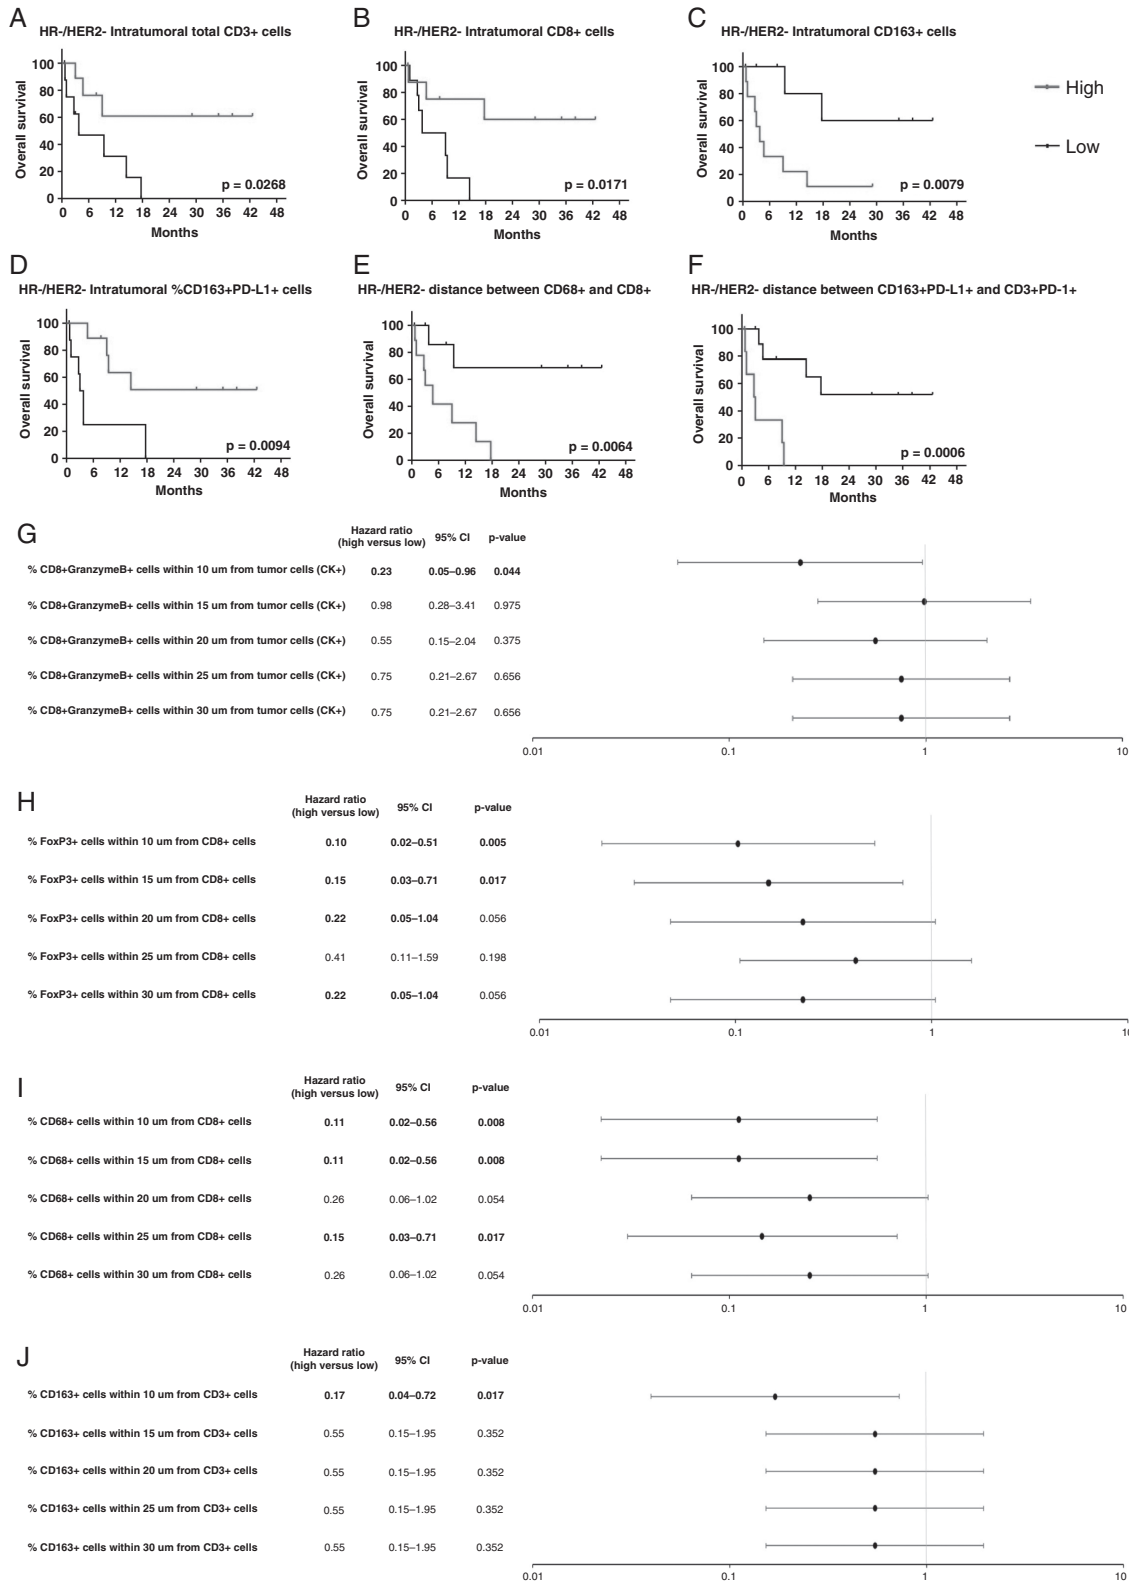 A
HR-/HER2- Intratumoral total CD3+ cells
Overall survival
100
80
60
40
20
0
p = 0.0268
0 6 12 18 24 30 36 42 48
Months
B
HR-/HER2- Intratumoral CD8+ cells
Overall survival
100
80
60
40
20
0
p = 0.0171
0 6 12 18 24 30 36 42 48
Months
C
HR-/HER2- Intratumoral CD163+ cells
Overall survival
100
80
60
40
20
0
p = 0.0079
0 6 12 18 24 30 36 42 48
Months
High
Low
D
HR-/HER2- Intratumoral %CD163+PD-L1+ cells
Overall survival
100
80
60
40
20
0
p = 0.0094
0 6 12 18 24 30 36 42 48
Months
E
HR-/HER2- distance between CD68+ and CD8+
Overall survival
100
80
60
40
20
0
p = 0.0064
0 6 12 18 24 30 36 42 48
Months
F
HR-/HER2- distance between CD163+PD-L1+ and CD3+PD-1+
Overall survival
100
80
60
40
20
0
p = 0.0006
0 6 12 18 24 30 36 42 48
Months
G
Hazard ratio
(high versus low) 95% CI p-value
% CD8+GranzymeB+ cells within 10 um from tumor cells (CK+) 0.23 0.05–0.96 0.044
% CD8+GranzymeB+ cells within 15 um from tumor cells (CK+) 0.98 0.28–3.41 0.975
% CD8+GranzymeB+ cells within 20 um from tumor cells (CK+) 0.55 0.15–2.04 0.375
% CD8+GranzymeB+ cells within 25 um from tumor cells (CK+) 0.75 0.21–2.67 0.656
% CD8+GranzymeB+ cells within 30 um from tumor cells (CK+) 0.75 0.21–2.67 0.656
0.01 0.1 1 10
H
Hazard ratio
(high versus low) 95% CI p-value
% FoxP3+ cells within 10 um from CD8+ cells 0.10 0.02–0.51 0.005
% FoxP3+ cells within 15 um from CD8+ cells 0.15 0.03–0.71 0.017
% FoxP3+ cells within 20 um from CD8+ cells 0.22 0.05–1.04 0.056
% FoxP3+ cells within 25 um from CD8+ cells 0.41 0.11–1.59 0.198
% FoxP3+ cells within 30 um from CD8+ cells 0.22 0.05–1.04 0.056
0.01 0.1 1 10
I
Hazard ratio
(high versus low) 95% CI p-value
% CD68+ cells within 10 um from CD8+ cells 0.11 0.02–0.56 0.008
% CD68+ cells within 15 um from CD8+ cells 0.11 0.02–0.56 0.008
% CD68+ cells within 20 um from CD8+ cells 0.26 0.06–1.02 0.054
% CD68+ cells within 25 um from CD8+ cells 0.15 0.03–0.71 0.017
% CD68+ cells within 30 um from CD8+ cells 0.26 0.06–1.02 0.054
0.01 0.1 1 10
J
Hazard ratio
(high versus low) 95% CI p-value
% CD163+ cells within 10 um from CD3+ cells 0.17 0.04–0.72 0.017
% CD163+ cells within 15 um from CD3+ cells 0.55 0.15–1.95 0.352
% CD163+ cells within 20 um from CD3+ cells 0.55 0.15–1.95 0.352
% CD163+ cells within 25 um from CD3+ cells 0.55 0.15–1.95 0.352
% CD163+ cells within 30 um from CD3+ cells 0.55 0.15–1.95 0.352
0.01 0.1 1 10